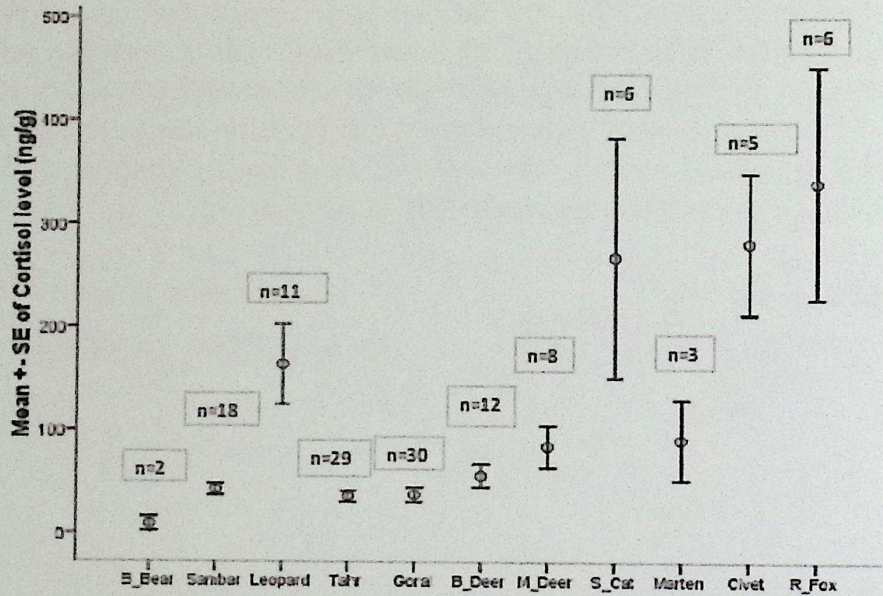 500
n=6
n=6
400
n=5
300
n=11
n=8
n=3
200
n=18
n=12
100
n=2
n=29
n=30
0
Mean +- SE of Cortisol level (ng/g)
B_Bear Sambar Leopard Tahr Goral B_Deer M_Deer S_Cat Marten Civet R_Fox